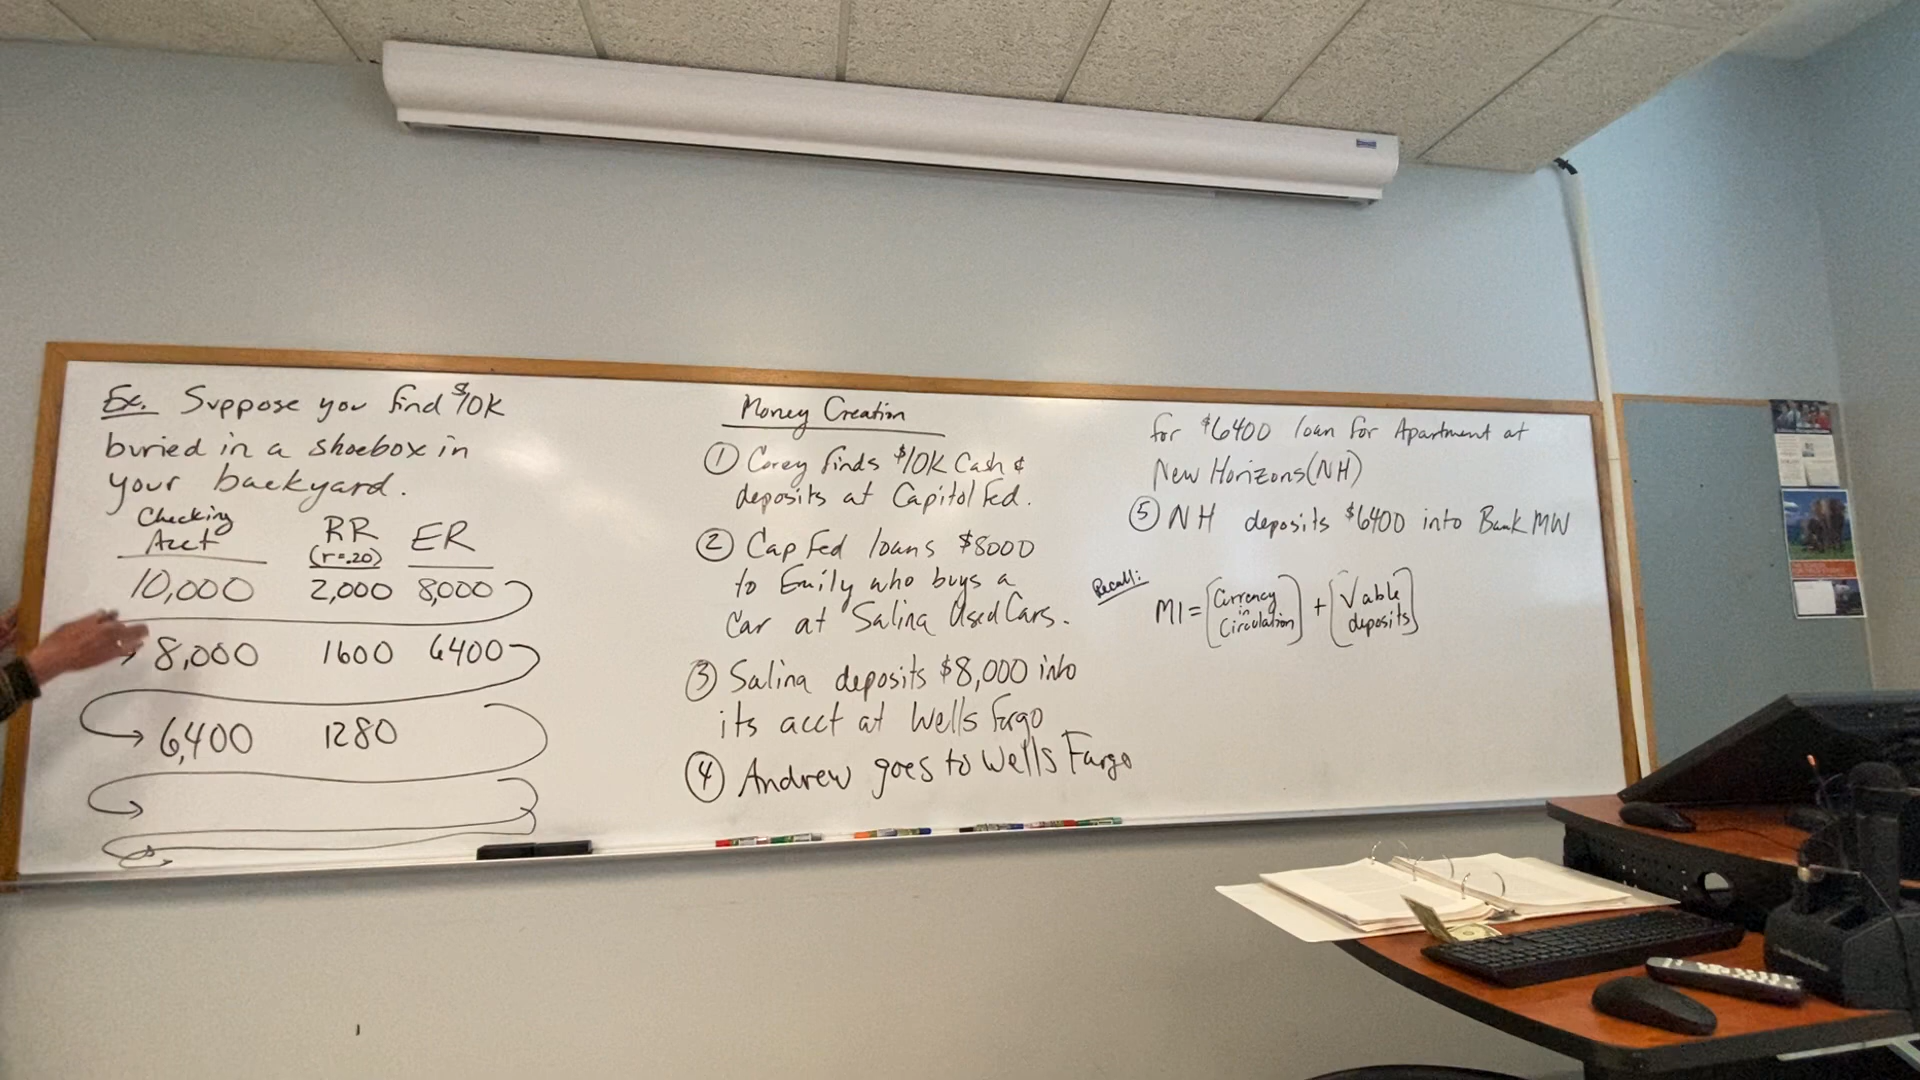 Ex. Suppose you find $10K
buried in a shoebox in
your backyard.
Checking
Acct
RR
(r=.20)
ER
10,000 2,000 8,000
8,000 1600 6400
6,400 1280
Money Creation
① Corey finds $10K Cash &
deposits at Capitol Fed.
② Cap Fed loans $8000
to Emily who buys a
car at Salina Used Cars.
③ Salina deposits $8,000 into
its acct at Wells Fargo
④ Andrew goes to Wells Fargo
for $6400 loan for Apartment at
New Horizons (NH)
⑤ NH deposits $6400 into Bank MW
Recall:
M1 = [Currency in Circulation] + [√able deposits]